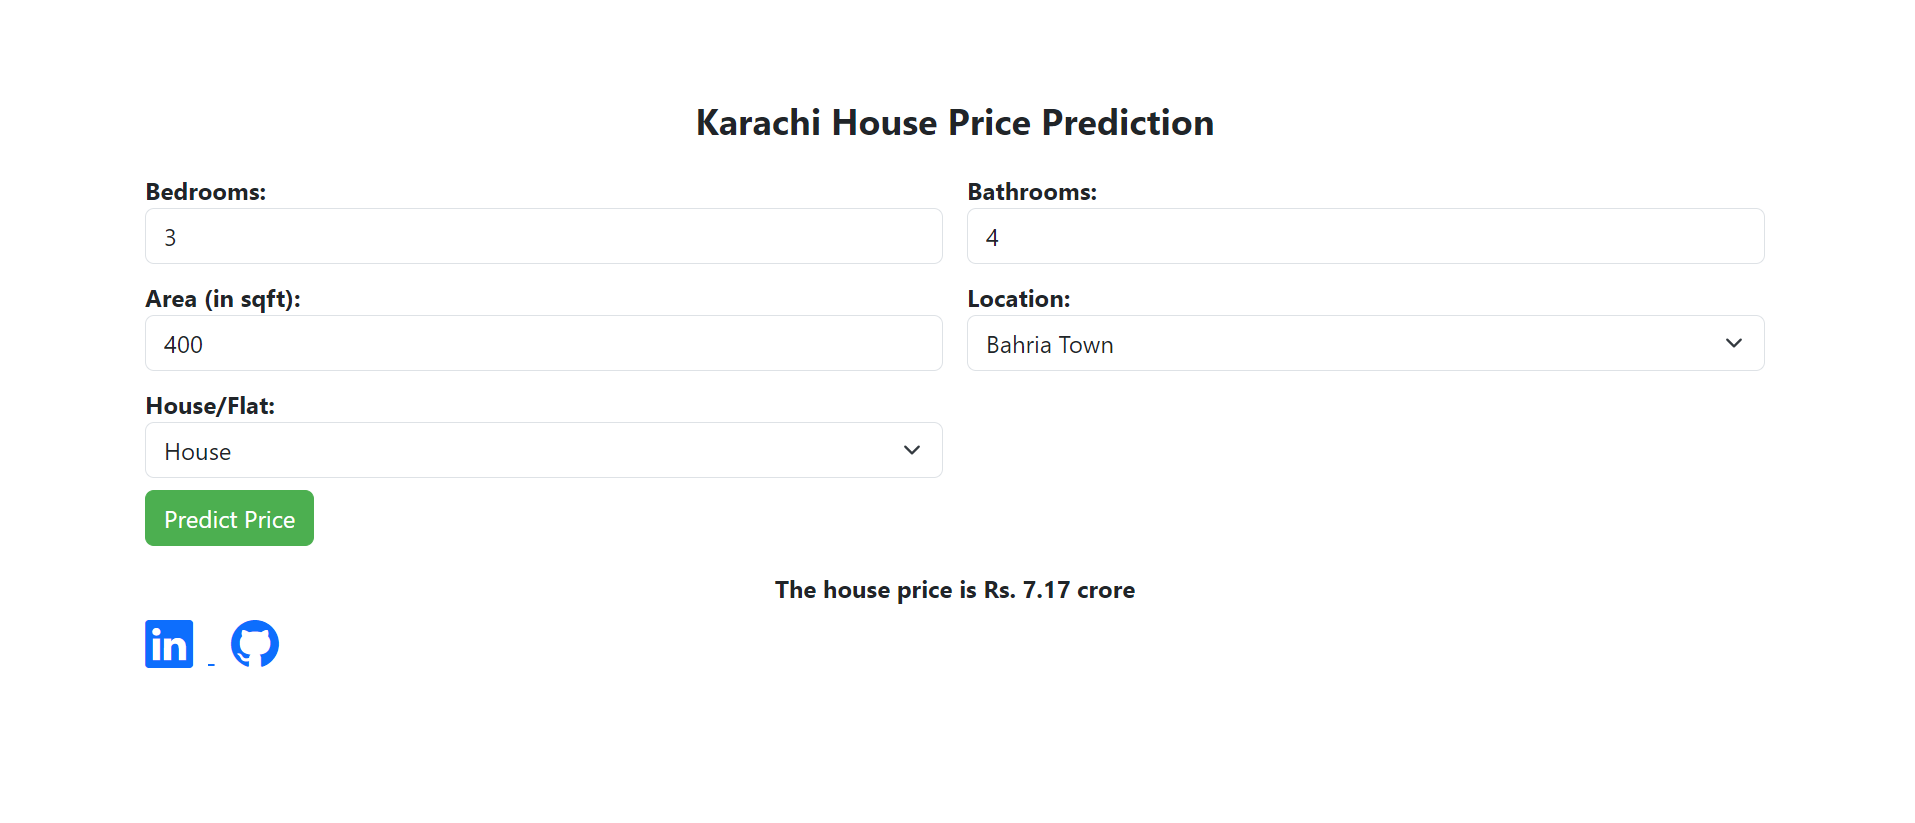 Karachi House Price Prediction
Bedrooms:
Bathrooms:
3
4
Area (in sqft):
Location:
400
Bahria Town
House/Flat:
House
Predict Price
The house price is Rs. 7.17 crore
in